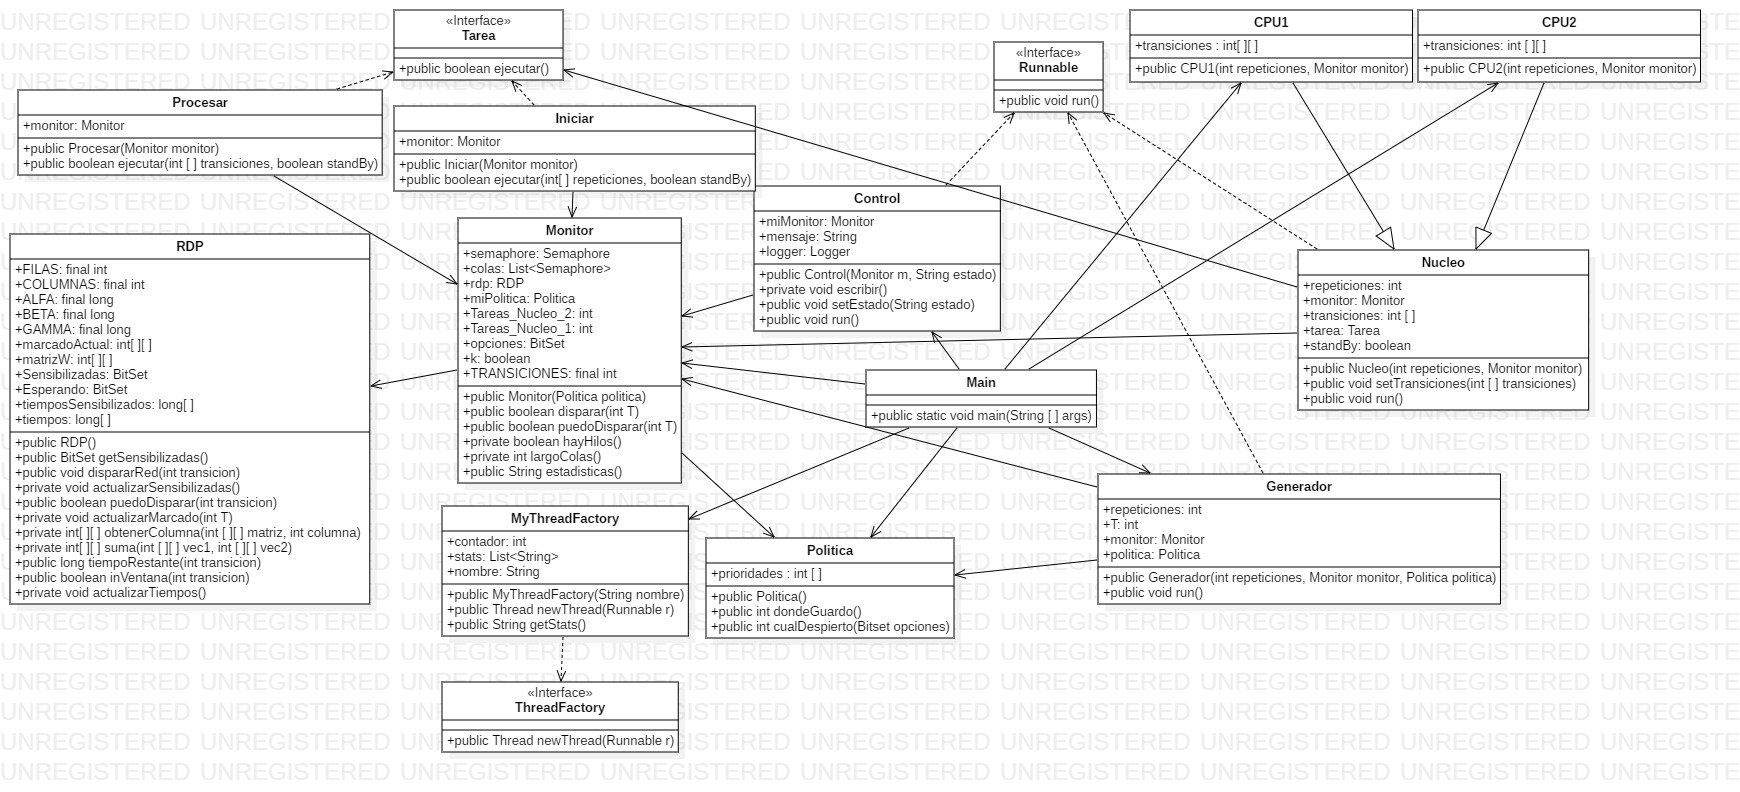 «Interface»
Tarea
+public boolean ejecutar()
«Interface»
Runnable
+public void run()
CPU1
+transiciones : int[ ][ ]
+public CPU1(int repeticiones, Monitor monitor)
CPU2
+transiciones: int [ ][ ]
+public CPU2(int repeticiones, Monitor monitor)
Procesar
+monitor: Monitor
+public Procesar(Monitor monitor)
+public boolean ejecutar(int [ ] transiciones, boolean standBy)
Iniciar
+monitor: Monitor
+public Iniciar(Monitor monitor)
+public boolean ejecutar(int[ ] repeticiones, boolean standBy)
Control
+miMonitor: Monitor
+mensaje: String
+logger: Logger
+public Control(Monitor m, String estado)
+private void escribir()
+public void setEstado(String estado)
+public void run()
RDP
+FILAS: final int
+COLUMNAS: final int
+ALFA: final long
+BETA: final long
+GAMMA: final long
+marcadoActual: int[ ][ ]
+matrizW: int[ ][ ]
+Sensibilizadas: BitSet
+Esperando: BitSet
+tiemposSensibilizados: long[ ]
+tiempos: long[ ]
+public RDP()
+public BitSet getSensibilizadas()
+public void dispararRed(int transicion)
+private void actualizarSensibilizadas()
+public boolean puedoDisparar(int transicion)
+private void actualizarMarcado(int T)
+private int[ ][ ] obtenerColumna(int [ ][ ] matriz, int columna)
+private int[ ][ ] suma(int [ ][ ] vec1, int [ ][ ] vec2)
+public long tiempoRestante(int transicion)
+public boolean inVentana(int transicion)
+private void actualizarTiempos()
Monitor
+semaphore: Semaphore
+colas: List<Semaphore>
+rdp: RDP
+miPolitica: Politica
+Tareas_Nucleo_2: int
+Tareas_Nucleo_1: int
+opciones: BitSet
+k: boolean
+TRANSICIONES: final int
+public Monitor(Politica politica)
+public boolean disparar(int T)
+public boolean puedoDisparar(int T)
+private boolean hayHilos()
+private int largoColas()
+public String estadisticas()
Nucleo
+repeticiones: int
+monitor: Monitor
+transiciones: int [ ]
+tarea: Tarea
+standBy: boolean
+public Nucleo(int repeticiones, Monitor monitor)
+public void setTransiciones(int [ ] transiciones)
+public void run()
Main
+public static void main(String [ ] args)
MyThreadFactory
+contador: int
+stats: List<String>
+nombre: String
+public MyThreadFactory(String nombre)
+public Thread newThread(Runnable r)
+public String getStats()
Politica
+prioridades : int [ ]
+public Politica()
+public int dondeGuardo()
+public int cualDespierto(Bitset opciones)
Generador
+repeticiones: int
+T: int
+monitor: Monitor
+politica: Politica
+public Generador(int repeticiones, Monitor monitor, Politica politica)
+public void run()
«Interface»
ThreadFactory
+public Thread newThread(Runnable r)